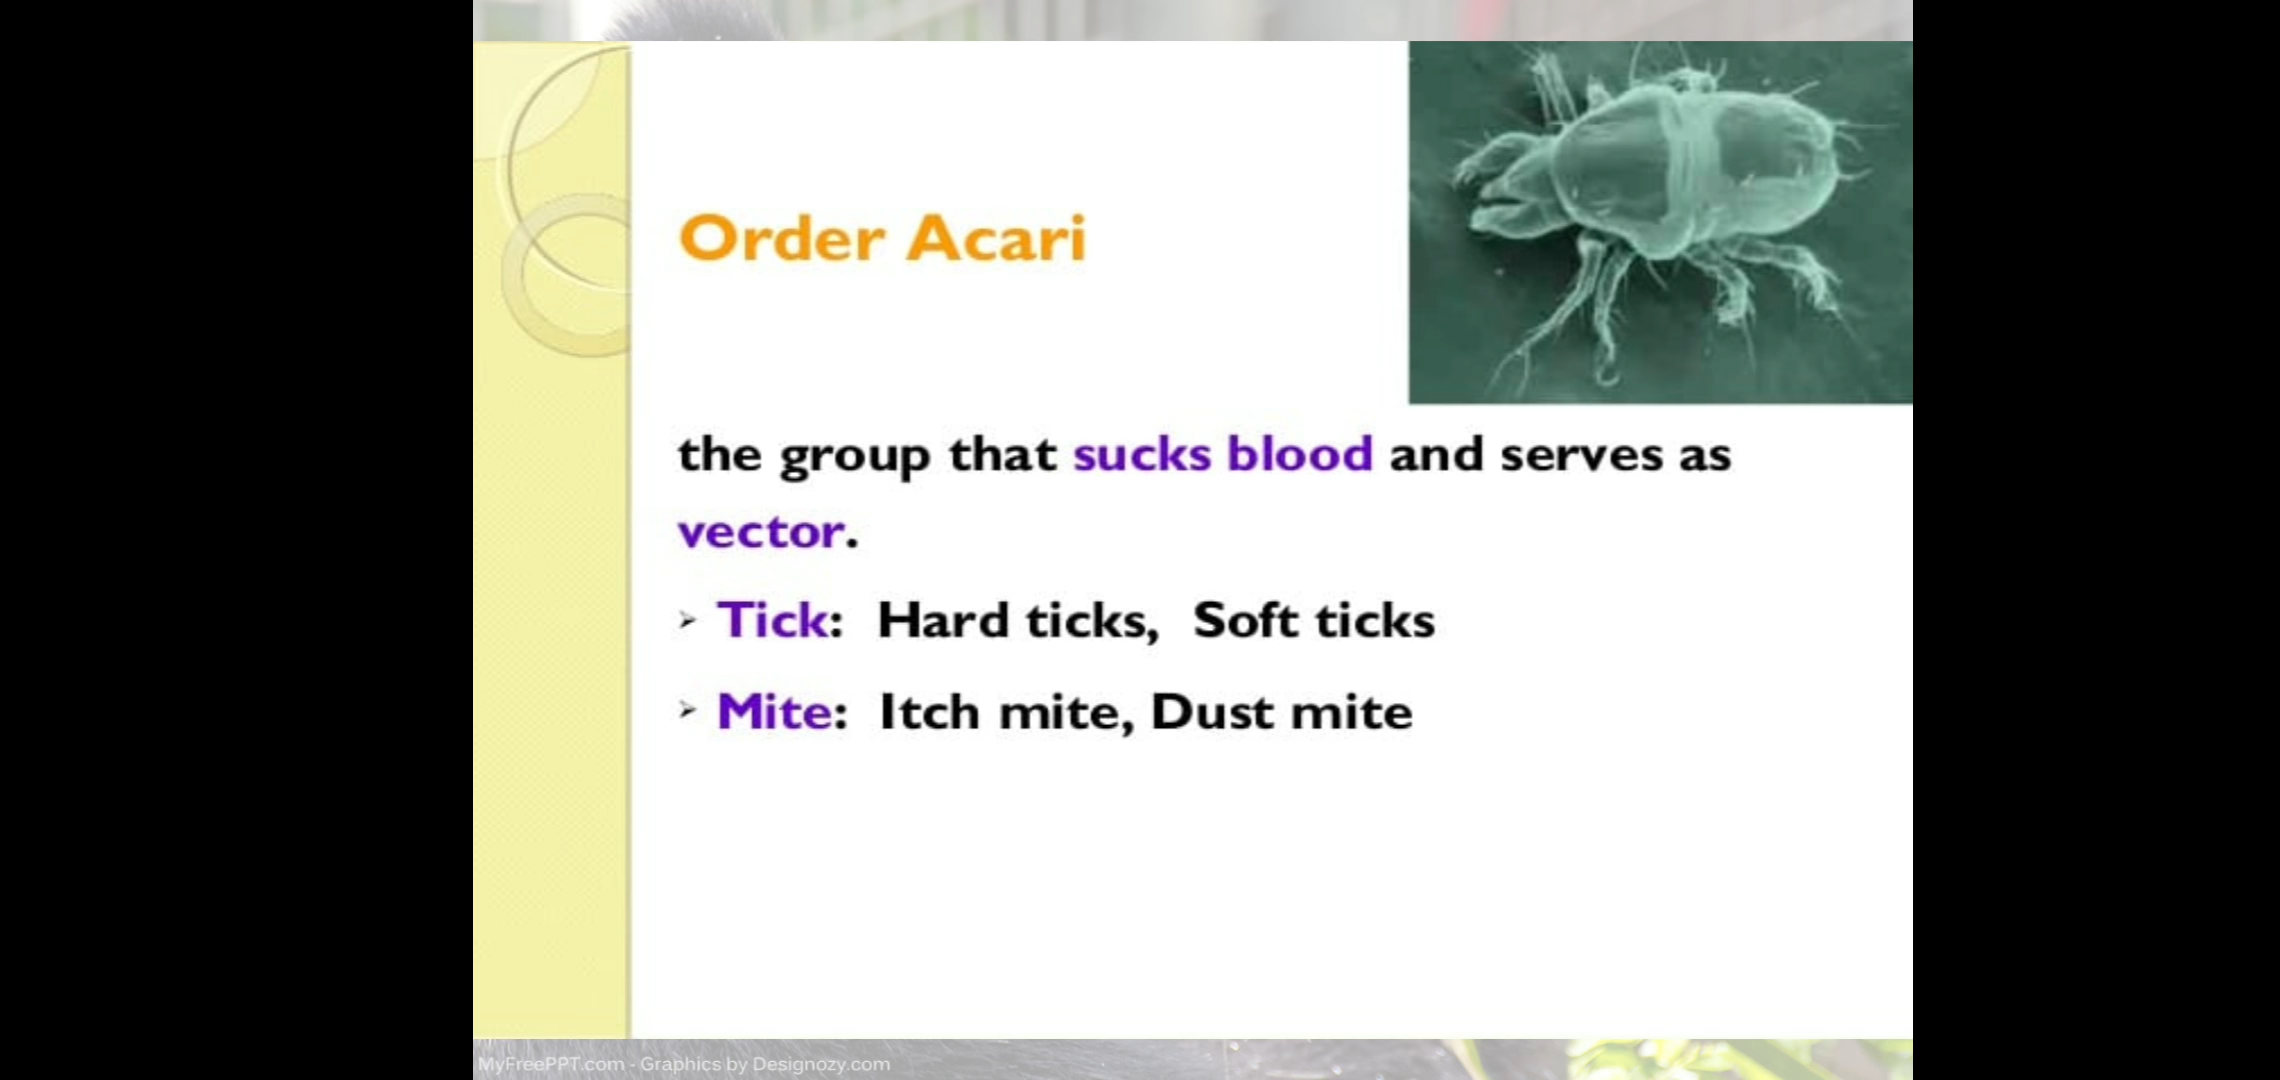 Order Acari
the group that sucks blood and serves as
vector.
➢ Tick: Hard ticks, Soft ticks
➢ Mite: Itch mite, Dust mite
MyFreePPT.com - Graphics by Designozy.com